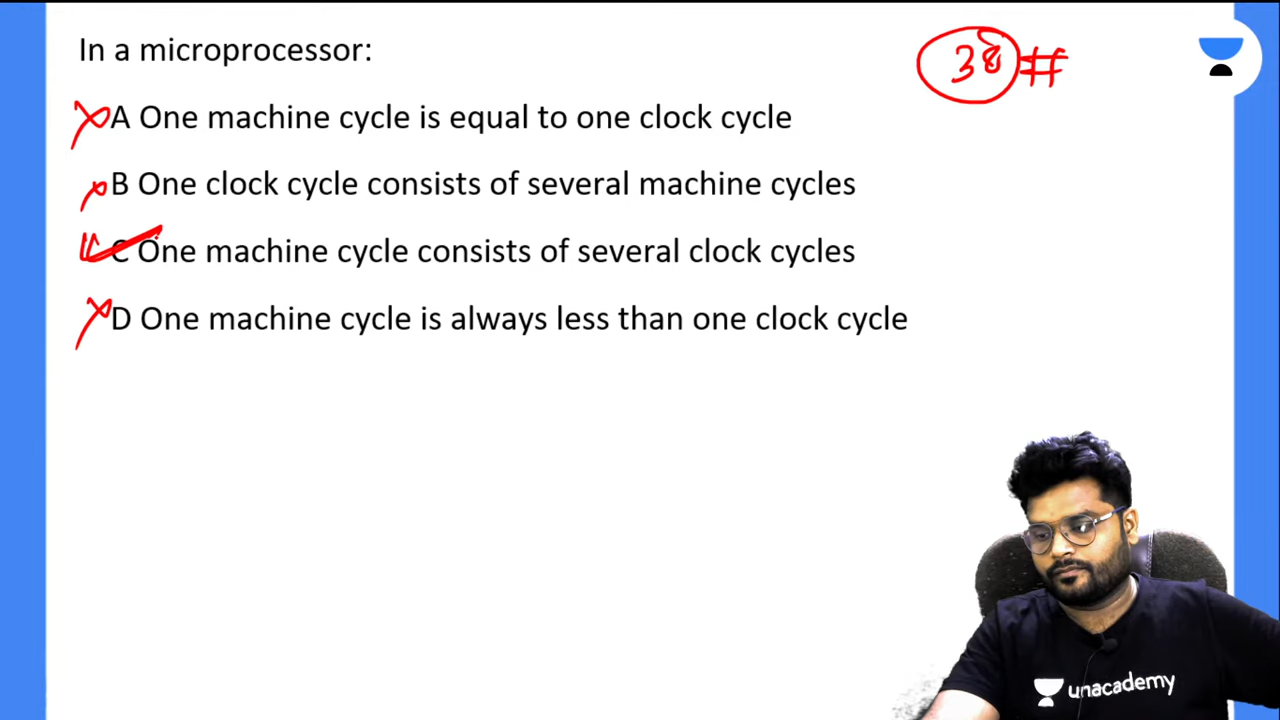 In a microprocessor:
38 #
A One machine cycle is equal to one clock cycle
B One clock cycle consists of several machine cycles
C One machine cycle consists of several clock cycles
D One machine cycle is always less than one clock cycle
unacademy